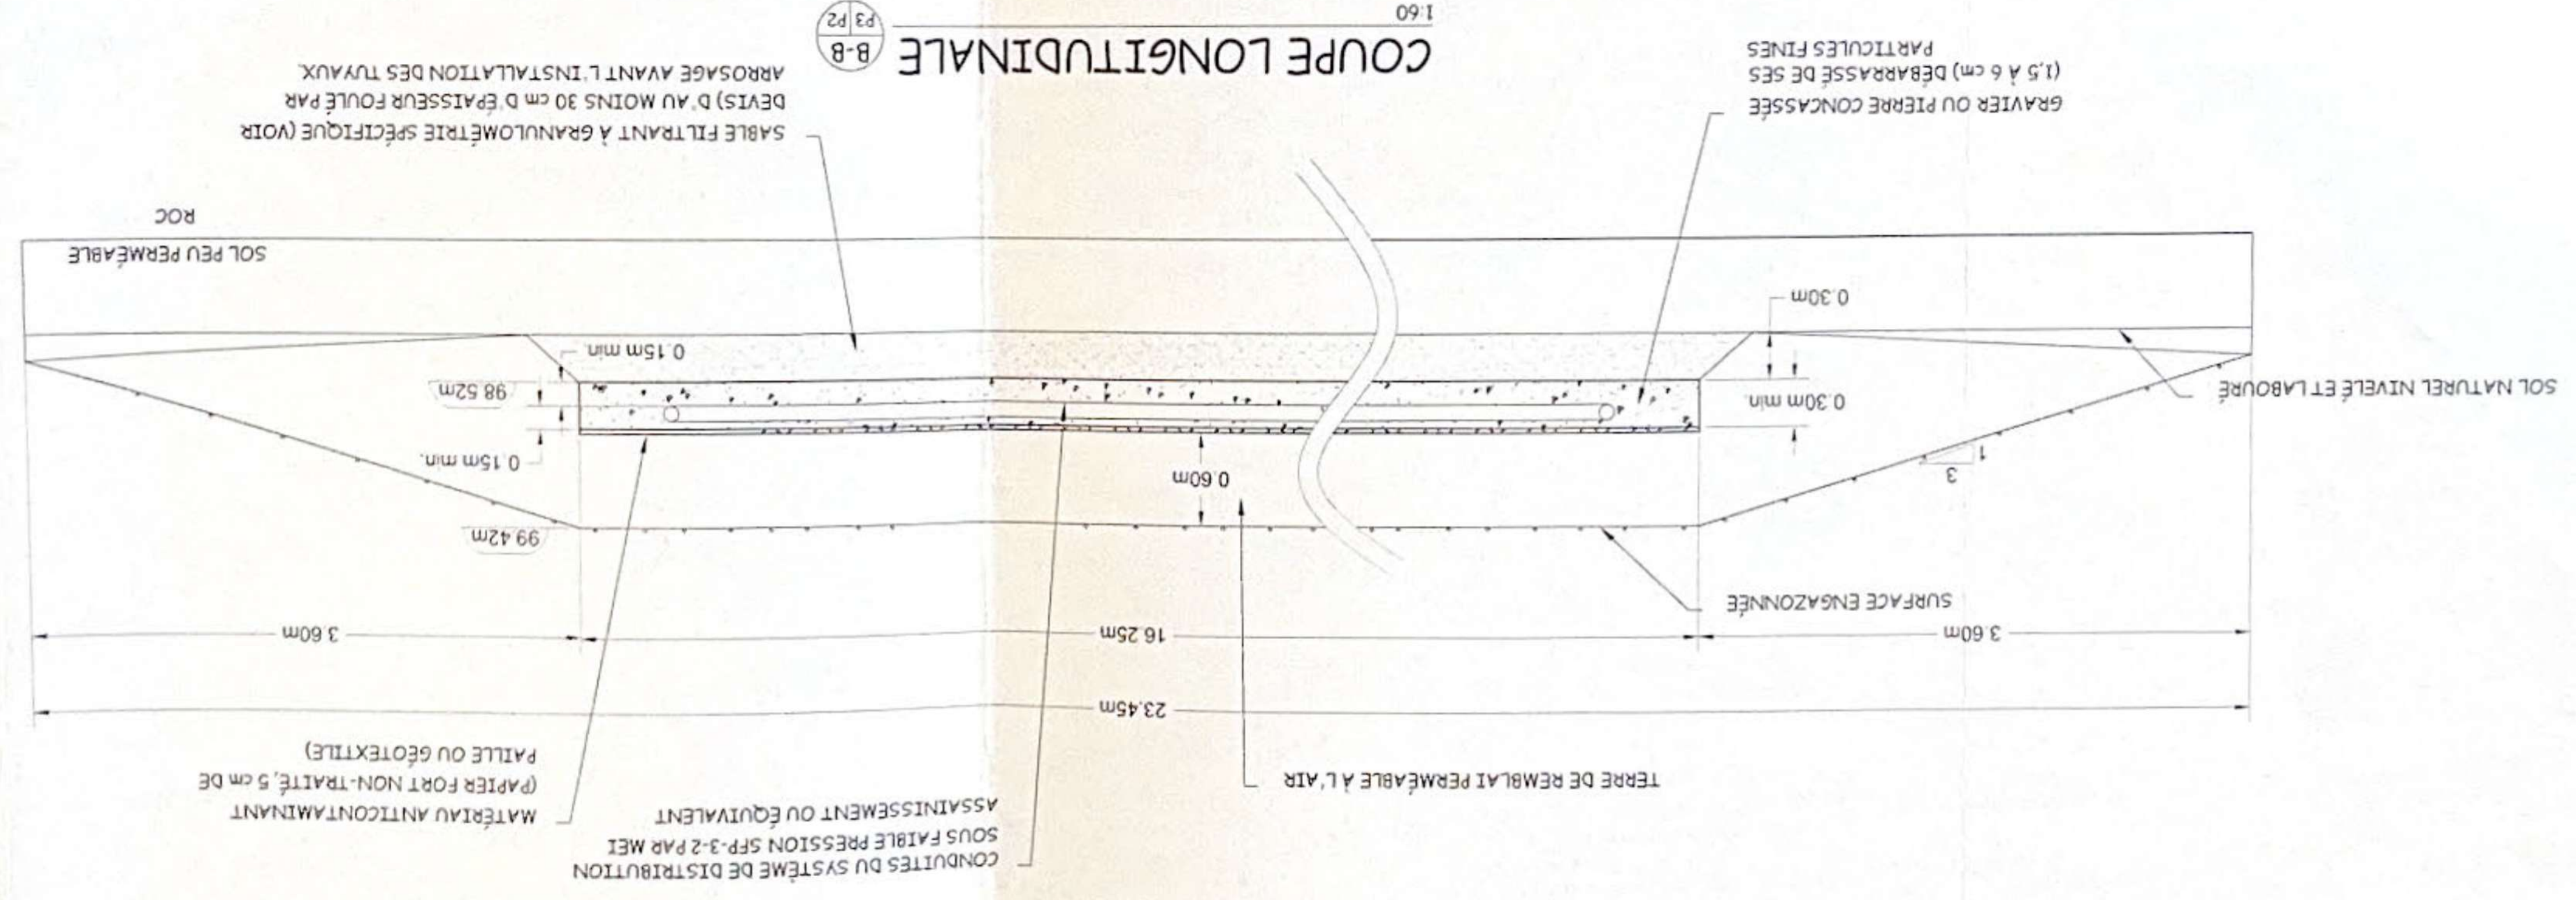 CONDUITES DU SYSTÈME DE DISTRIBUTION
SOUS FAIBLE PRESSION SFP-3-2 PAR MEI
ASSAINISSEMENT OU ÉQUIVALENT
TERRE DE REMBLAI PERMÉABLE À L'AIR
MATÉRIAU ANTICONTAMINANT
(PAPIER FORT NON-TRAITÉ, 5 cm DE
PAILLE OU GÉOTEXTILE)
23.45m
3.60m
16.25m
3.60m
SURFACE ENGAZONNÉE
99.42m
1
3
0.60m
0.15m min.
SOL NATUREL NIVELÉ ET LABOURÉ
0.30m min.
98.52m
0.15m min.
0.30m
SOL PEU PERMÉABLE
ROC
GRAVIER OU PIERRE CONCASSÉE
(1,5 À 6 cm) DÉBARRASSÉ DE SES
PARTICULES FINES
SABLE FILTRANT À GRANULOMÉTRIE SPÉCIFIQUE (VOIR
DEVIS) D'AU MOINS 30 cm D'ÉPAISSEUR FOULÉ PAR
ARROSAGE AVANT L'INSTALLATION DES TUYAUX.
COUPE LONGITUDINALE
B-B
P3 P2
1:60